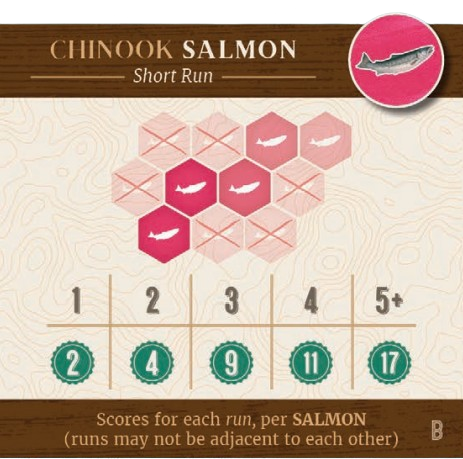 CHINOOK SALMON
Short Run
1 2 3 4 5+
2 4 9 11 17
Scores for each run, per SALMON
(runs may not be adjacent to each other)
B